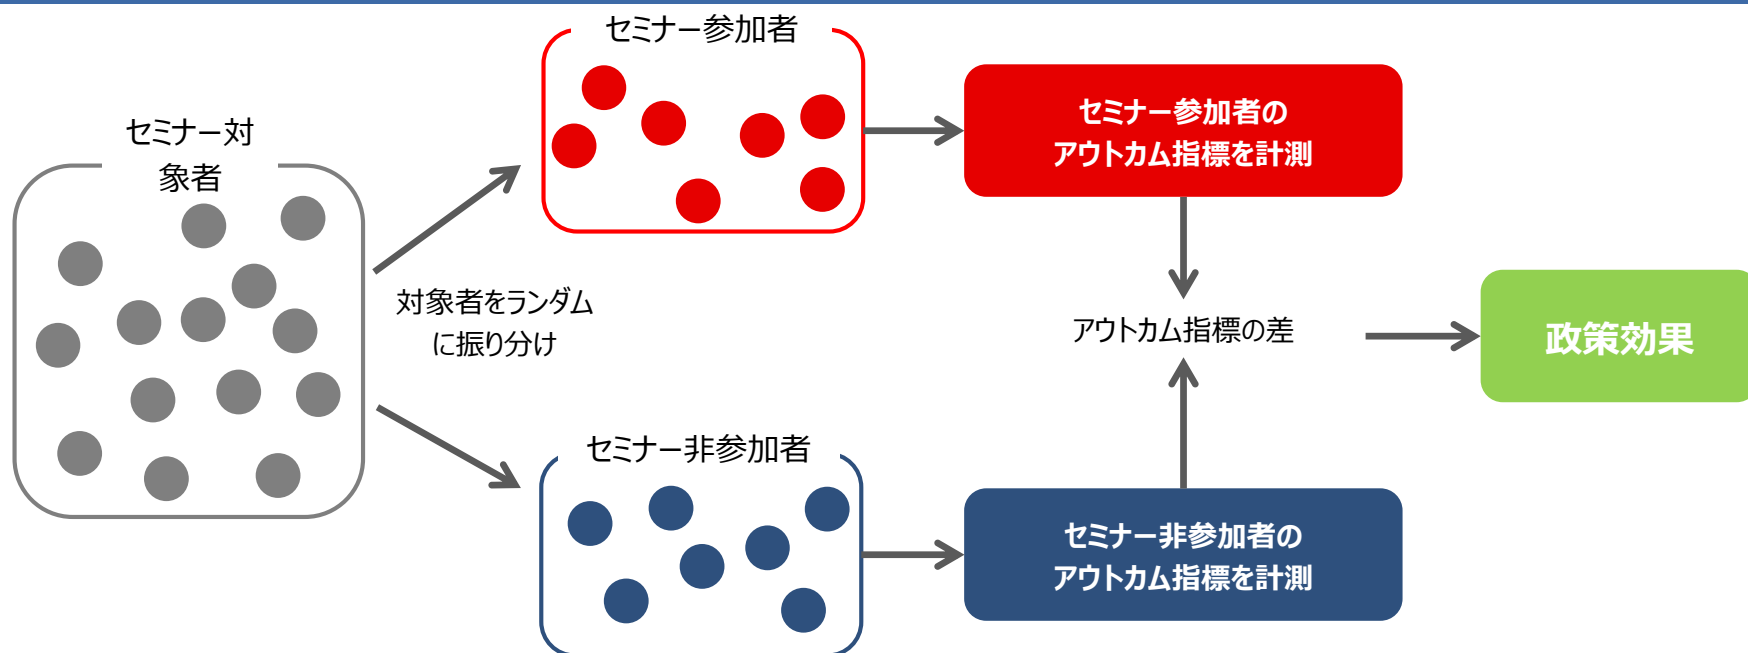 セミナー参加者
セミナー対
象者
対象者をランダム
に振り分け
セミナー参加者の
アウトカム指標を計測
アウトカム指標の差
政策効果
セミナー非参加者
セミナー非参加者の
アウトカム指標を計測